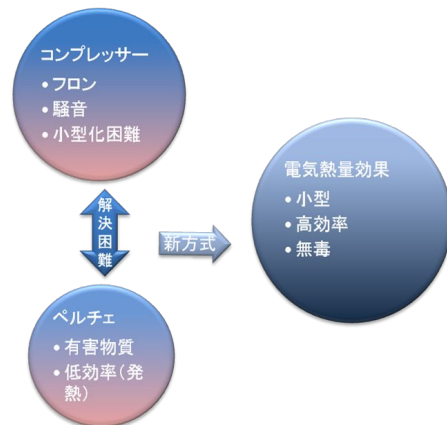 コンプレッサー
• フロン
• 騒音
• 小型化困難
解決困難
新方式
電気熱量効果
• 小型
• 高効率
• 無毒
ペルチェ
• 有害物質
• 低効率(発
熱)